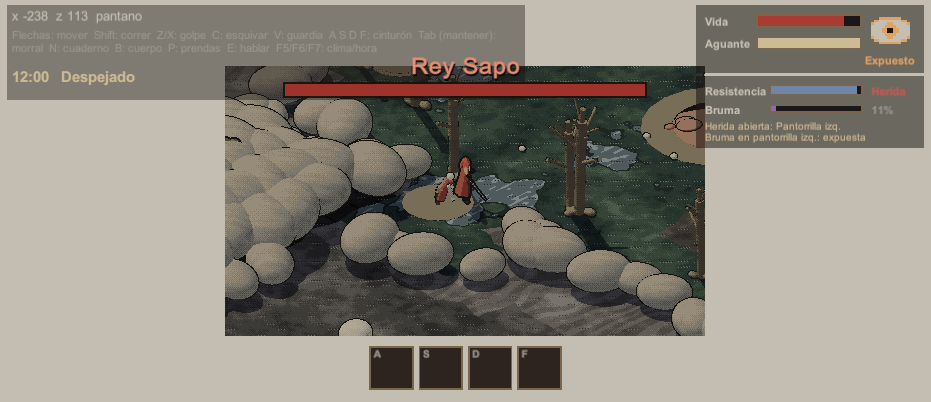 x -238 z 113 pantano
Flechas: mover Shift: correr Z/X: golpe C: esquivar V: guardia A S D F: cinturón Tab (mantener):
morral N: cuaderno B: cuerpo P: prendas E: hablar F5/F6/F7: clima/hora
12:00 Despejado
Rey Sapo
Vida
Aguante
Expuesto
Resistencia Herida
Bruma 11%
Herida abierta: Pantorrilla izq.
Bruma en pantorrilla izq.: expuesta
A S D F